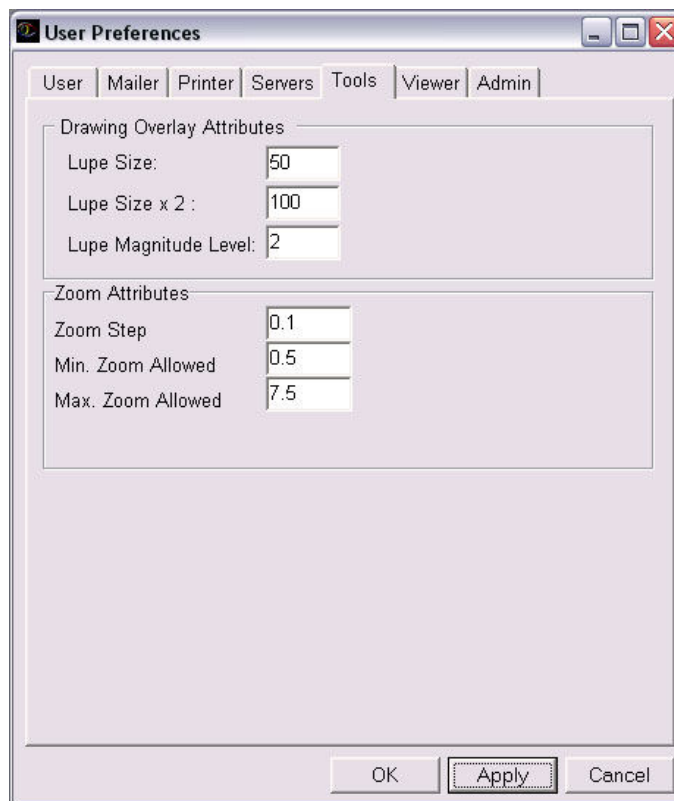 User Preferences
User Mailer Printer Servers Tools Viewer Admin
Drawing Overlay Attributes
Lupe Size: 50
Lupe Size x 2 : 100
Lupe Magnitude Level: 2
Zoom Attributes
Zoom Step 0.1
Min. Zoom Allowed 0.5
Max. Zoom Allowed 7.5
OK Apply Cancel